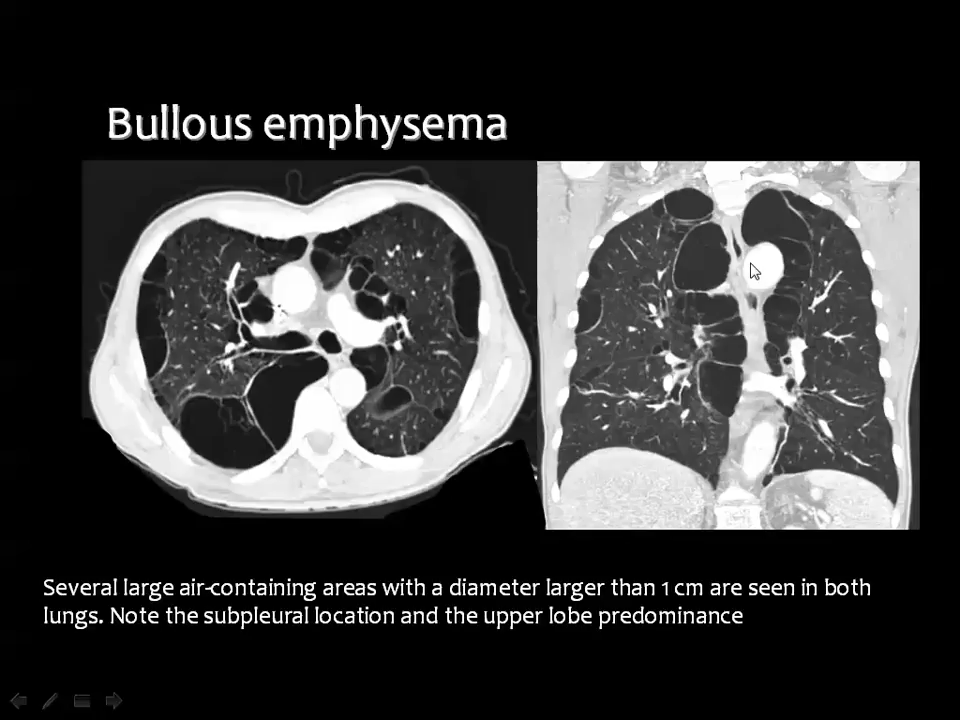 Bullous emphysema
Several large air-containing areas with a diameter larger than 1 cm are seen in both
lungs. Note the subpleural location and the upper lobe predominance